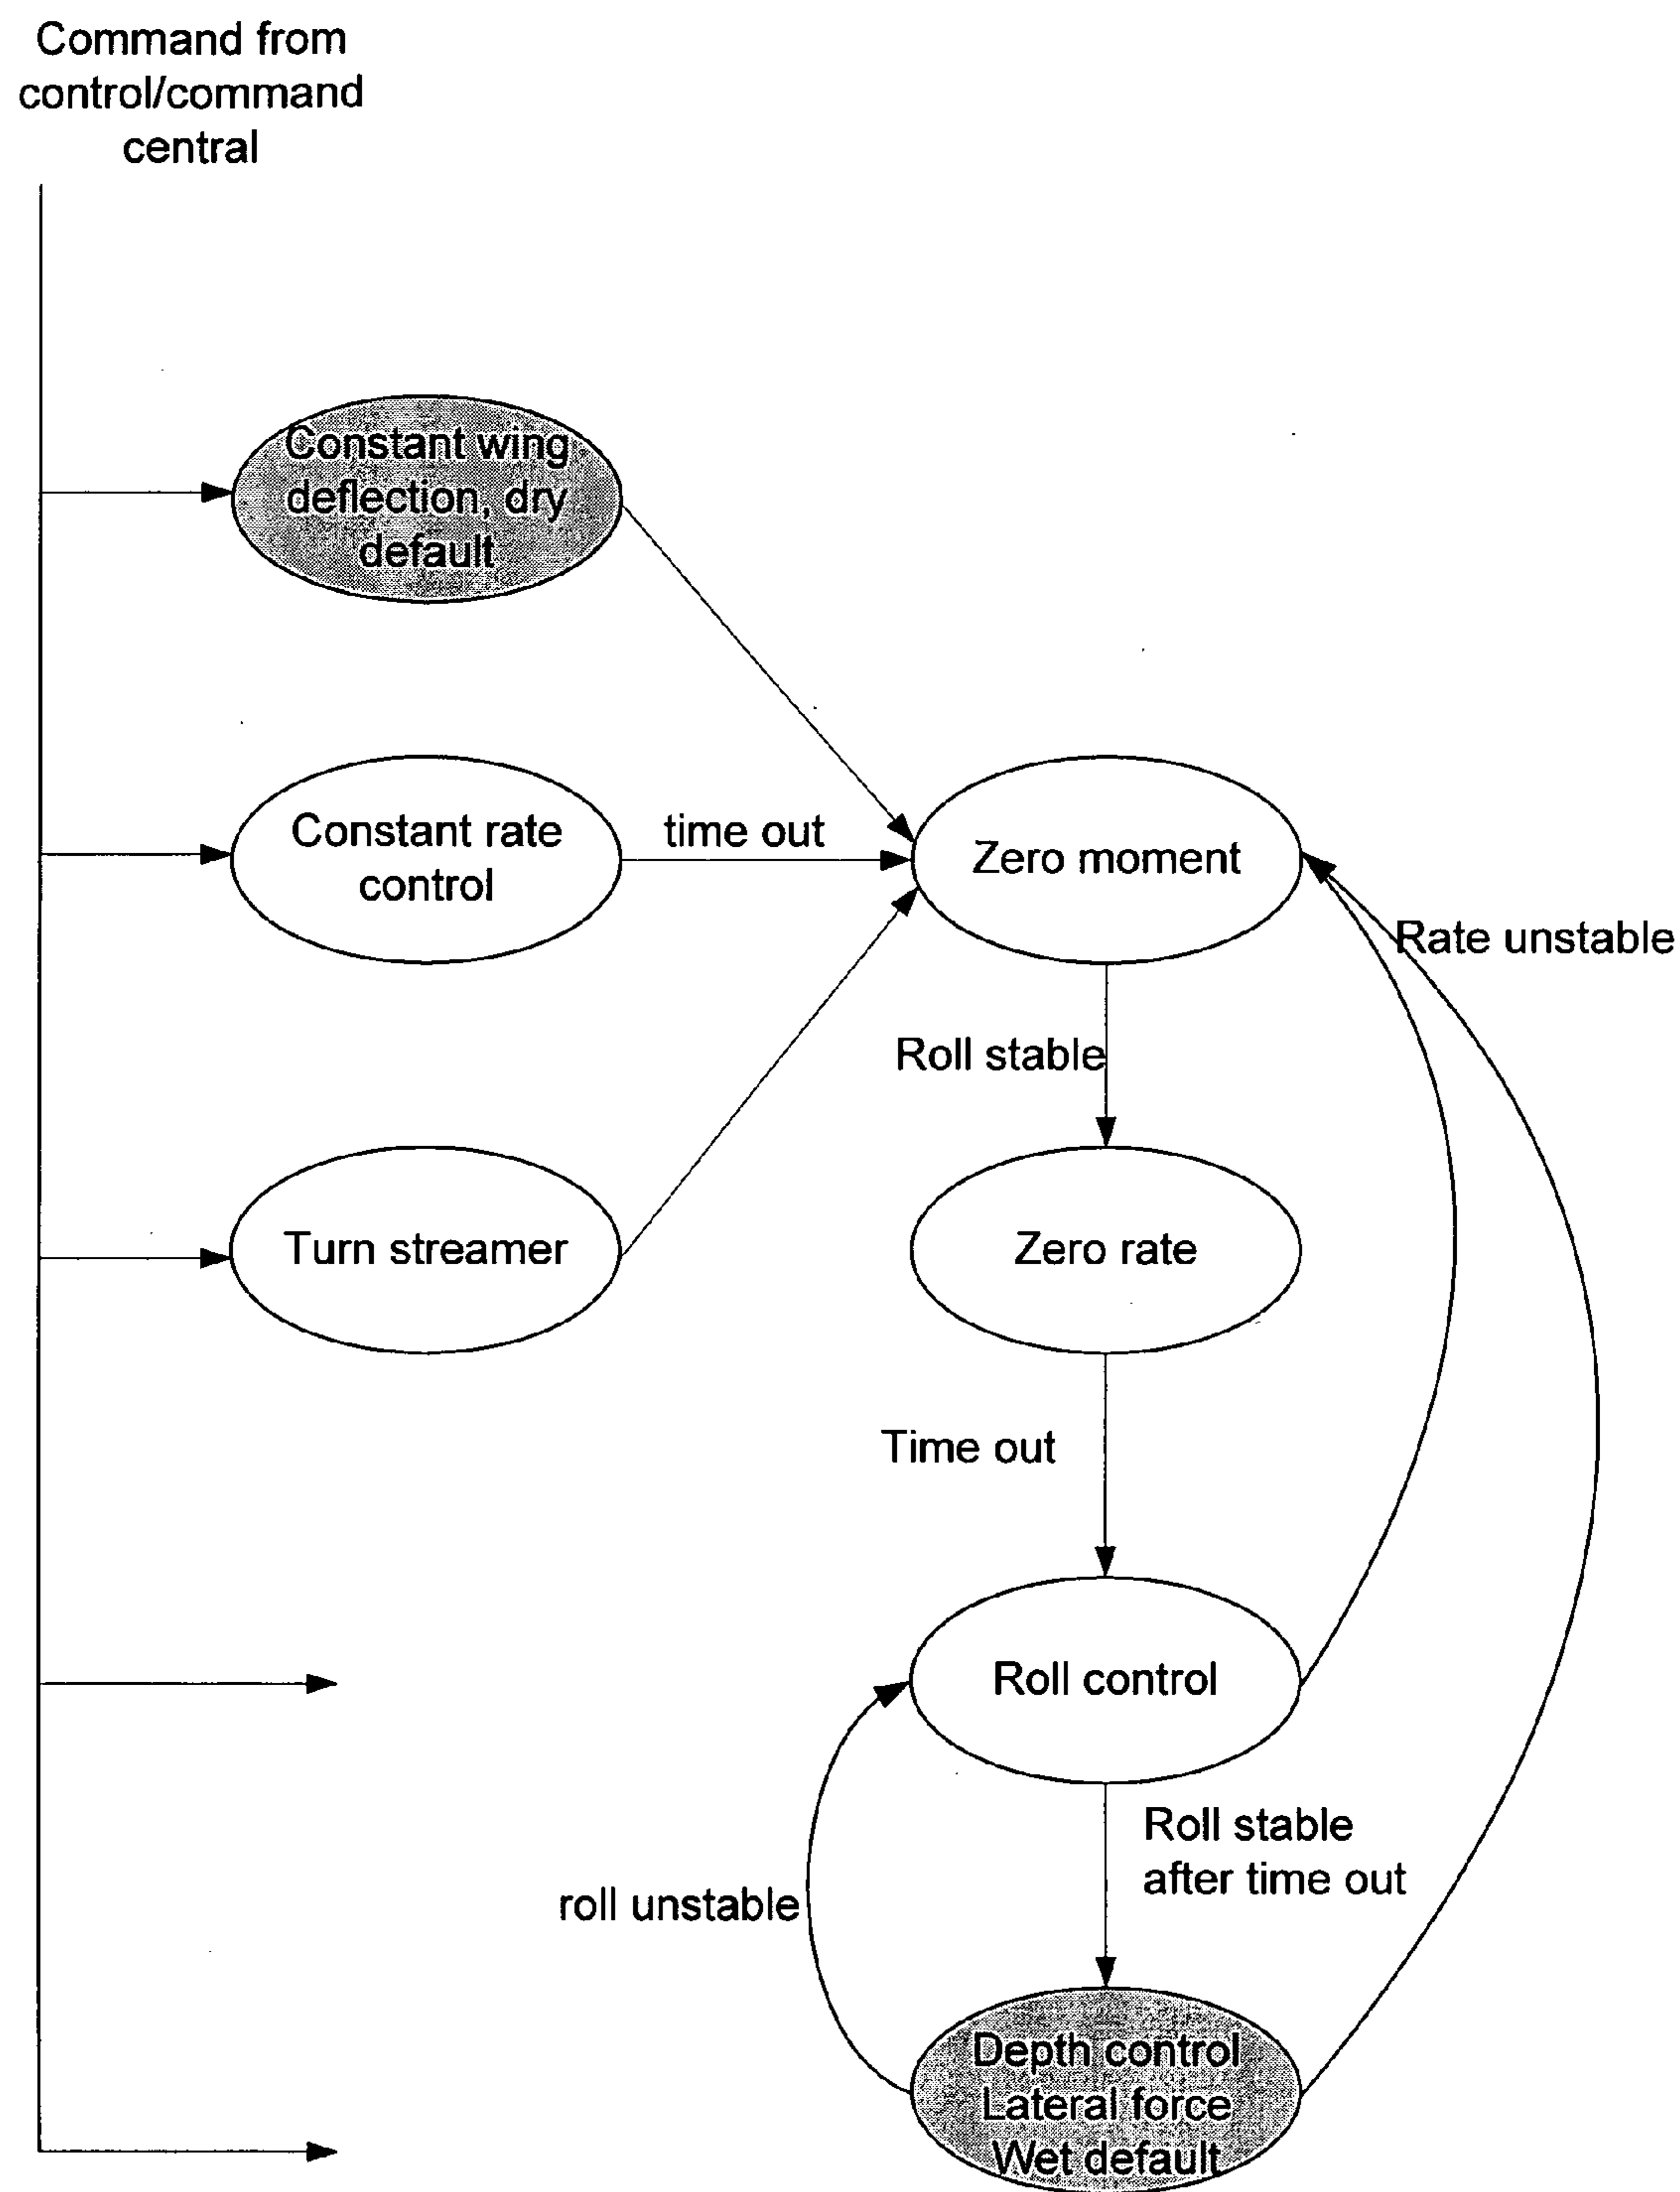 Command from
control/command
central
Constant wing
deflection, dry
default
Constant rate
control
time out
Zero moment
Rate unstable
Roll stable
Turn streamer
Zero rate
Time out
Roll control
Roll stable
after time out
roll unstable
Depth control
Lateral force
Wet default